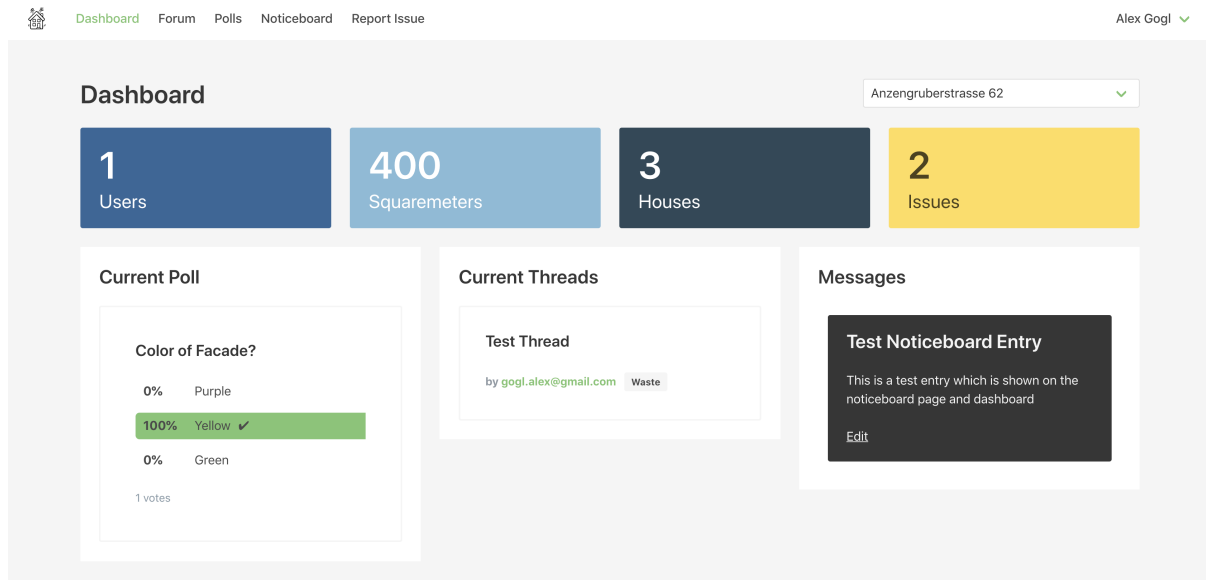 Dashboard Forum Polls Noticeboard Report Issue Alex Gogl
Dashboard
Anzengruberstrasse 62
1
Users
400
Squaremeters
3
Houses
2
Issues
Current Poll
Color of Facade?
0% Purple
100% Yellow ✔
0% Green
1 votes
Current Threads
Test Thread
by gogl.alex@gmail.com Waste
Messages
Test Noticeboard Entry
This is a test entry which is shown on the
noticeboard page and dashboard
Edit